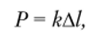 P = kΔl,